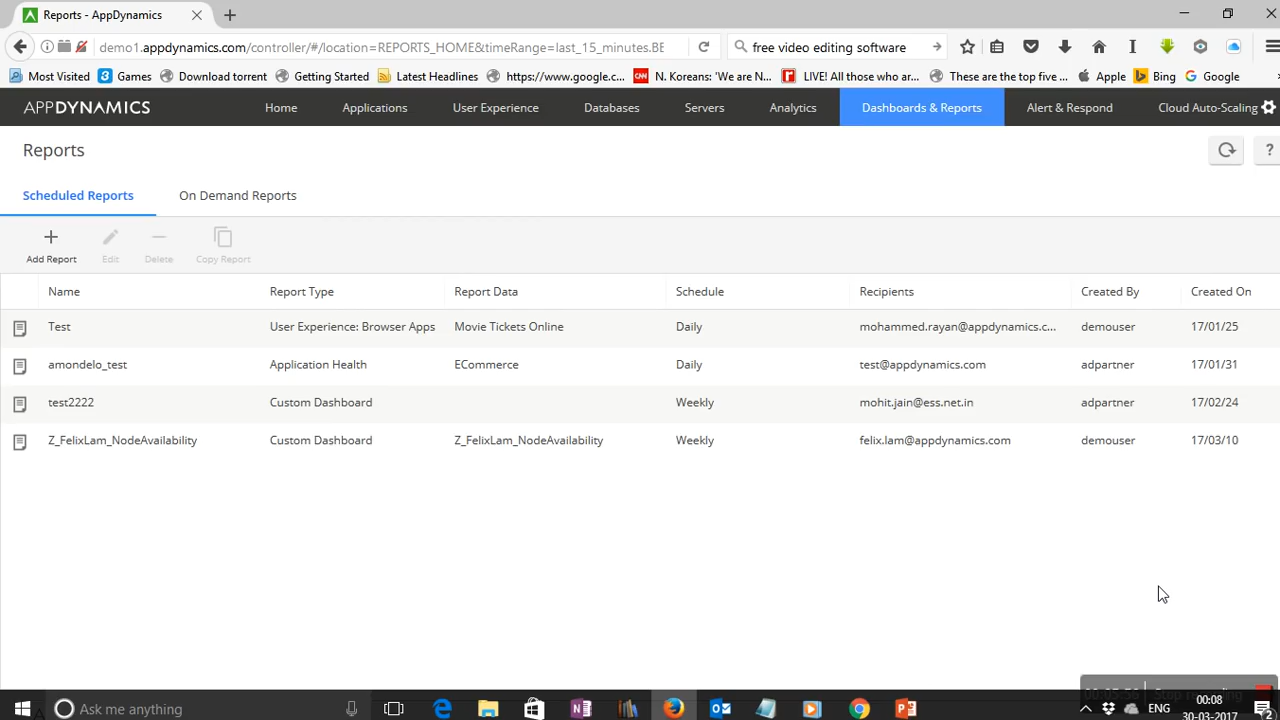 Reports - AppDynamics
demo1.appdynamics.com/controller/#/location=REPORTS_HOME&timeRange=last_15_minutes.BE
free video editing software
Most Visited Games Download torrent Getting Started Latest Headlines https://www.google.c... N. Koreans: 'We are N... LIVE! All those who ar... These are the top five ... Apple Bing Google
APPDYNAMICS Home Applications User Experience Databases Servers Analytics Dashboards & Reports Alert & Respond Cloud Auto-Scaling
Reports
?
Scheduled Reports On Demand Reports
Add Report Edit Delete Copy Report
Name Report Type Report Data Schedule Recipients Created By Created On
Test User Experience: Browser Apps Movie Tickets Online Daily mohammed.rayan@appdynamics.c... demouser 17/01/25
amondelo_test Application Health ECommerce Daily test@appdynamics.com adpartner 17/01/31
test2222 Custom Dashboard Weekly mohit.jain@ess.net.in adpartner 17/02/24
Z_FelixLam_NodeAvailability Custom Dashboard Z_FelixLam_NodeAvailability Weekly felix.lam@appdynamics.com demouser 17/03/10
Ask me anything
ENG
00:08
30-03-2017